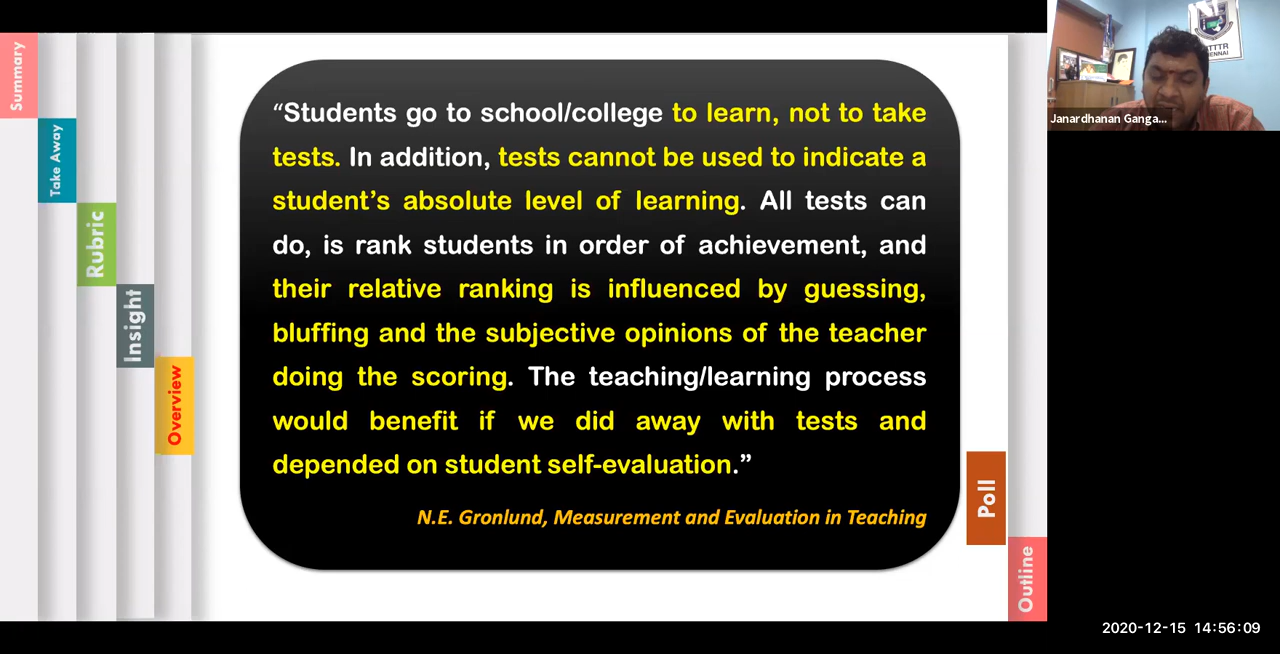 Summary
Take Away
Rubric
Insight
Overview
“Students go to school/college to learn, not to take
tests. In addition, tests cannot be used to indicate a
student’s absolute level of learning. All tests can
do, is rank students in order of achievement, and
their relative ranking is influenced by guessing,
bluffing and the subjective opinions of the teacher
doing the scoring. The teaching/learning process
would benefit if we did away with tests and
depended on student self-evaluation.”
N.E. Gronlund, Measurement and Evaluation in Teaching
Poll
Outline
Janardhanan Ganga...
2020-12-15 14:56:09